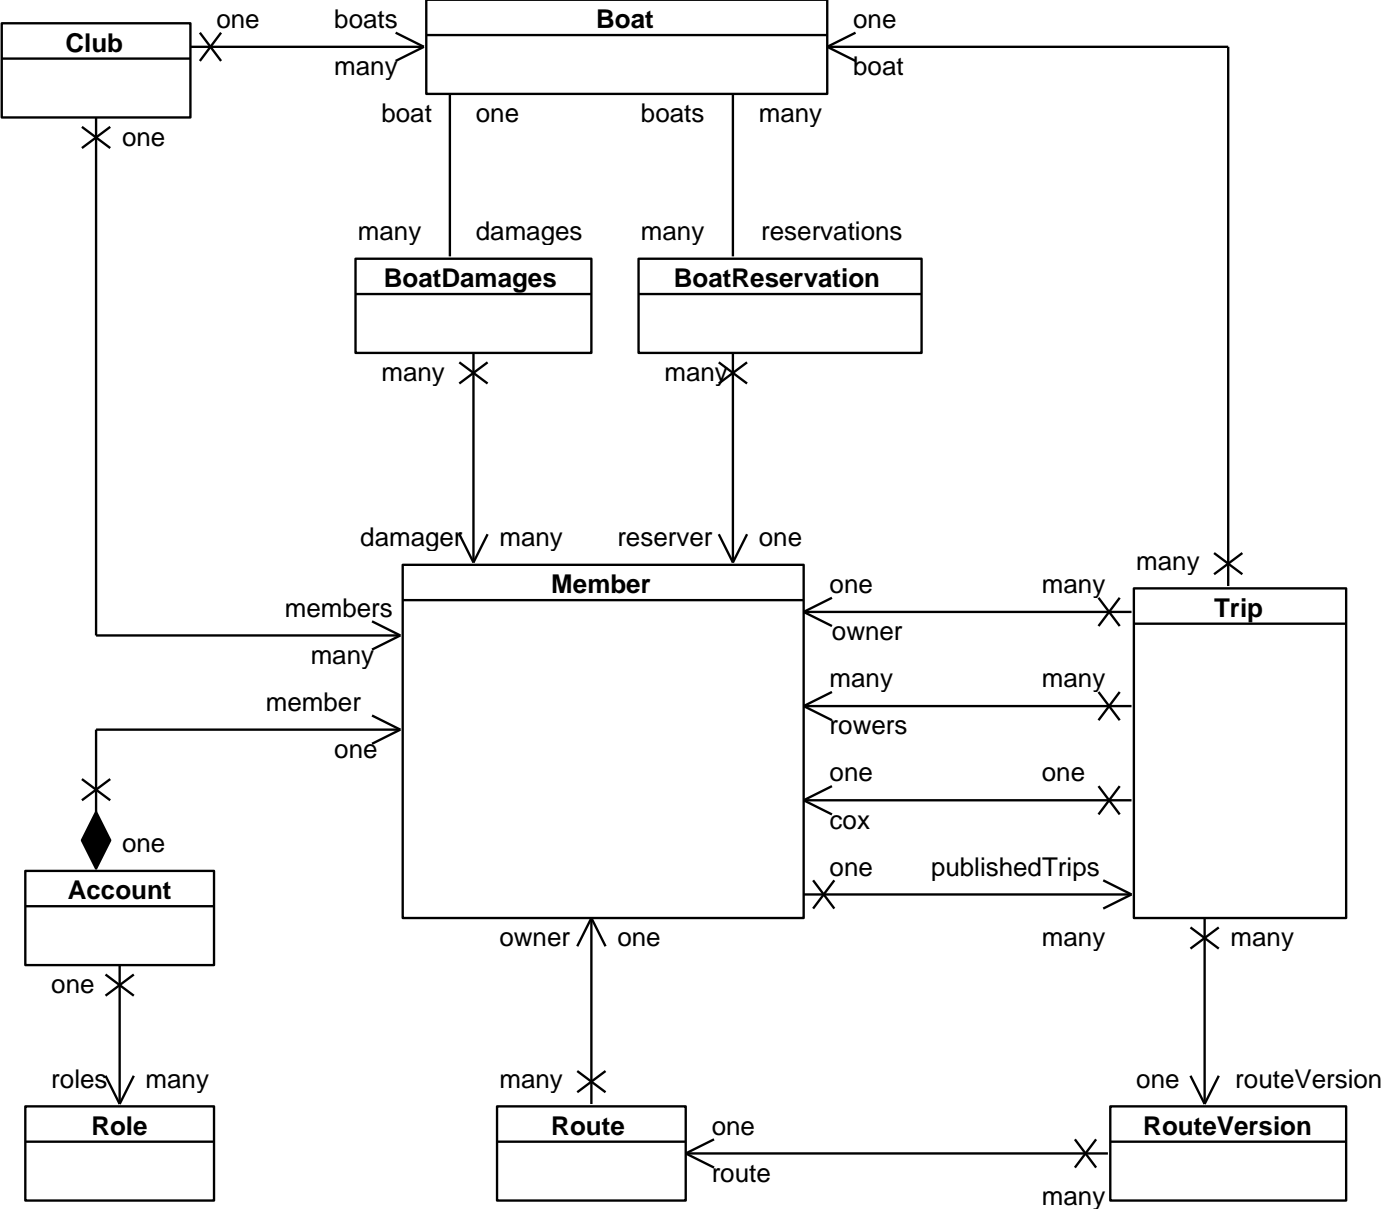 one boats Boat one
Club
many boat
one boat one boats many
many damages many reservations
BoatDamages BoatReservation
many many
damager many reserver one
many
Member one many Trip
members owner
many
many many
member rowers
one
one one
cox
one
one publishedTrips
Account
owner one many many
one
roles many many one routeVersion
Role Route one RouteVersion
route
many